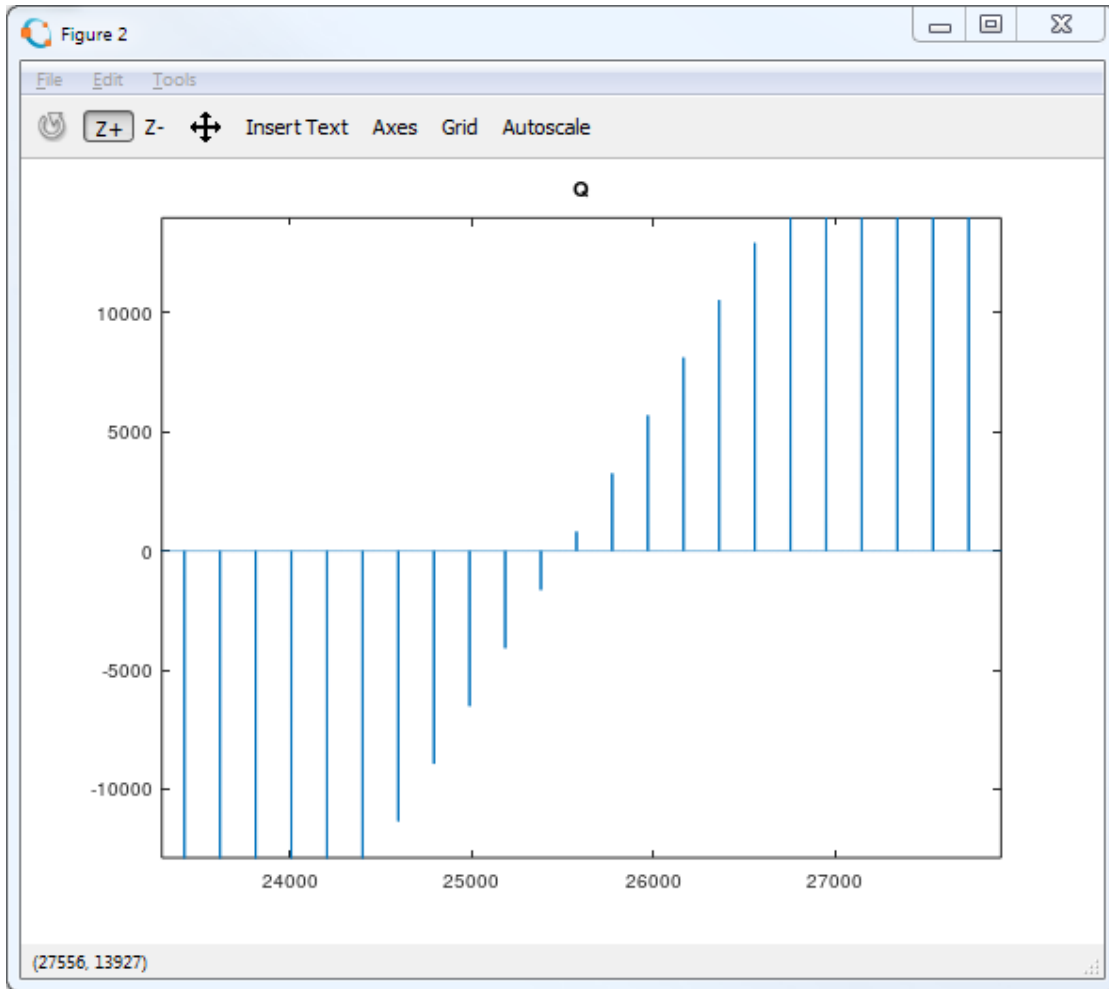 Figure 2
File Edit Tools
Z+ Z- Insert Text Axes Grid Autoscale
Q
10000
5000
0
-5000
-10000
24000 25000 26000 27000
(27556, 13927)